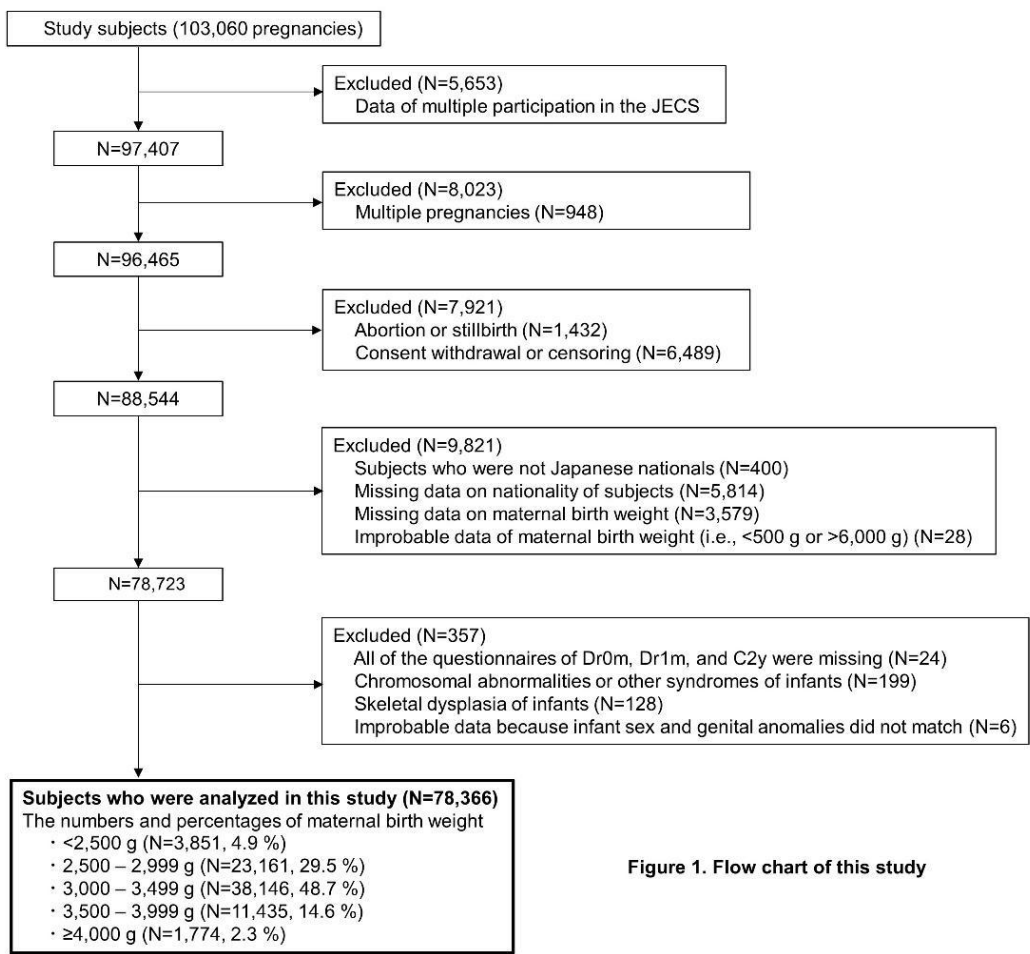 Study subjects (103,060 pregnancies)
Excluded (N=5,653)
Data of multiple participation in the JECS
N=97,407
Excluded (N=8,023)
Multiple pregnancies (N=948)
N=96,465
Excluded (N=7,921)
Abortion or stillbirth (N=1,432)
Consent withdrawal or censoring (N=6,489)
N=88,544
Excluded (N=9,821)
Subjects who were not Japanese nationals (N=400)
Missing data on nationality of subjects (N=5,814)
Missing data on maternal birth weight (N=3,579)
Improbable data of maternal birth weight (i.e., <500 g or >6,000 g) (N=28)
N=78,723
Excluded (N=357)
All of the questionnaires of Dr0m, Dr1m, and C2y were missing (N=24)
Chromosomal abnormalities or other syndromes of infants (N=199)
Skeletal dysplasia of infants (N=128)
Improbable data because infant sex and genital anomalies did not match (N=6)
Subjects who were analyzed in this study (N=78,366)
The numbers and percentages of maternal birth weight
・<2,500 g (N=3,851, 4.9 %)
・2,500 – 2,999 g (N=23,161, 29.5 %)
・3,000 – 3,499 g (N=38,146, 48.7 %)
・3,500 – 3,999 g (N=11,435, 14.6 %)
・≥4,000 g (N=1,774, 2.3 %)
Figure 1. Flow chart of this study